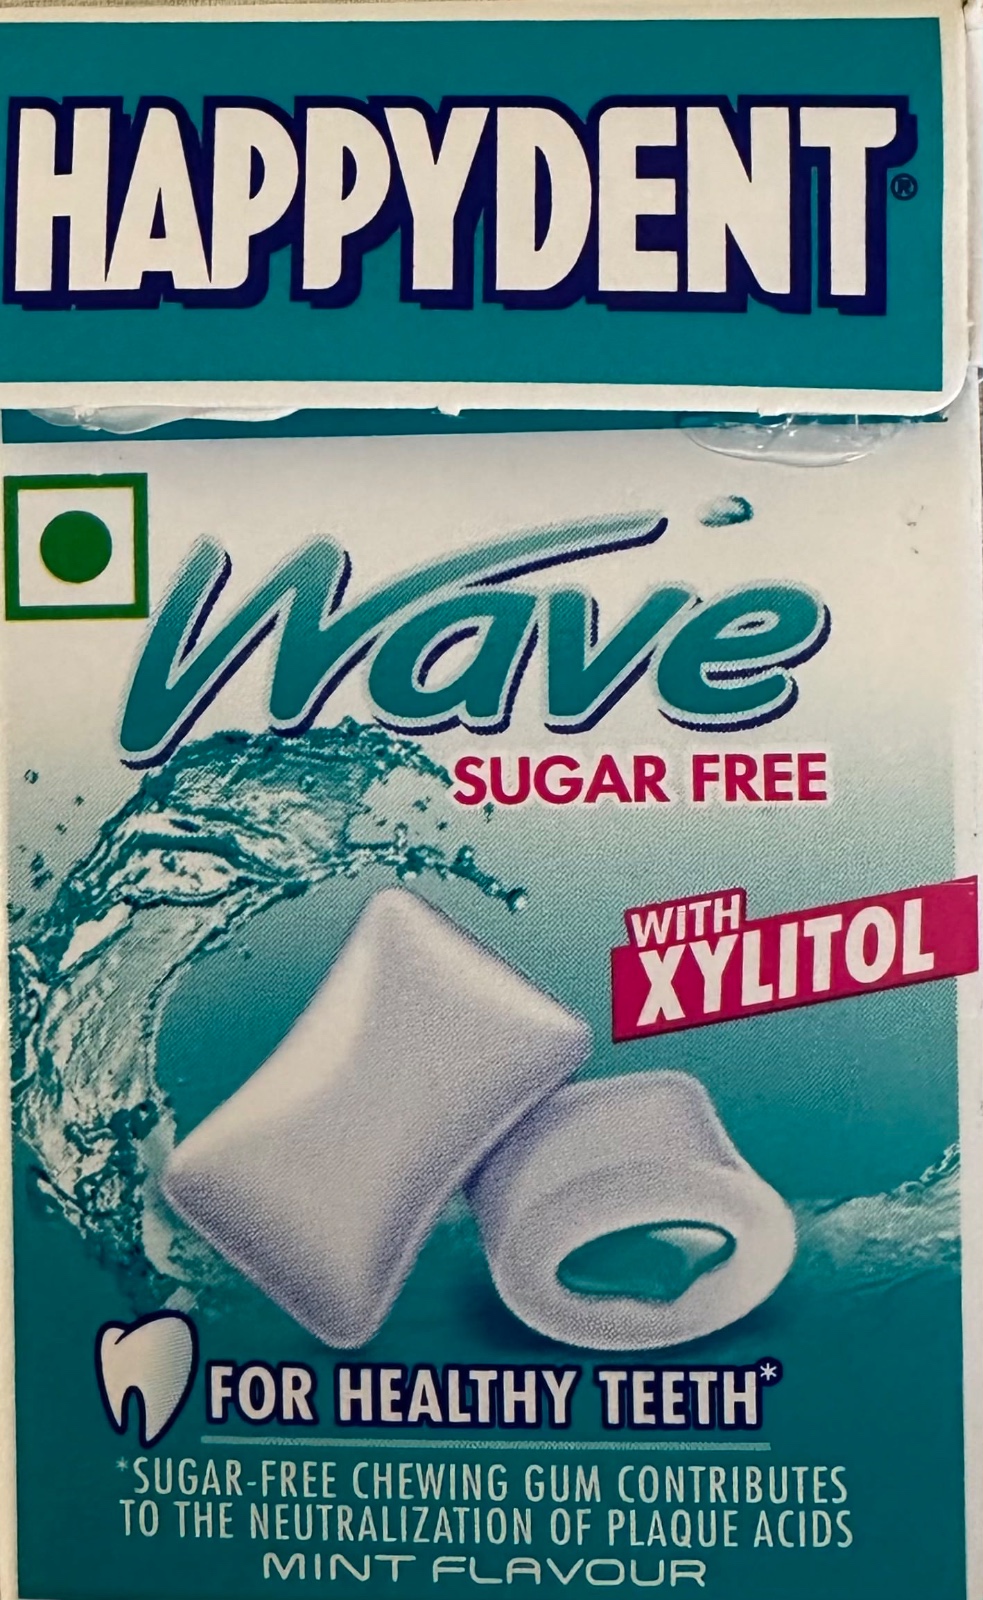 HAPPYDENT®
Wave
SUGAR FREE
WiTH
XYLITOL
FOR HEALTHY TEETH*
*SUGAR-FREE CHEWING GUM CONTRIBUTES
TO THE NEUTRALIZATION OF PLAQUE ACIDS
MINT FLAVOUR